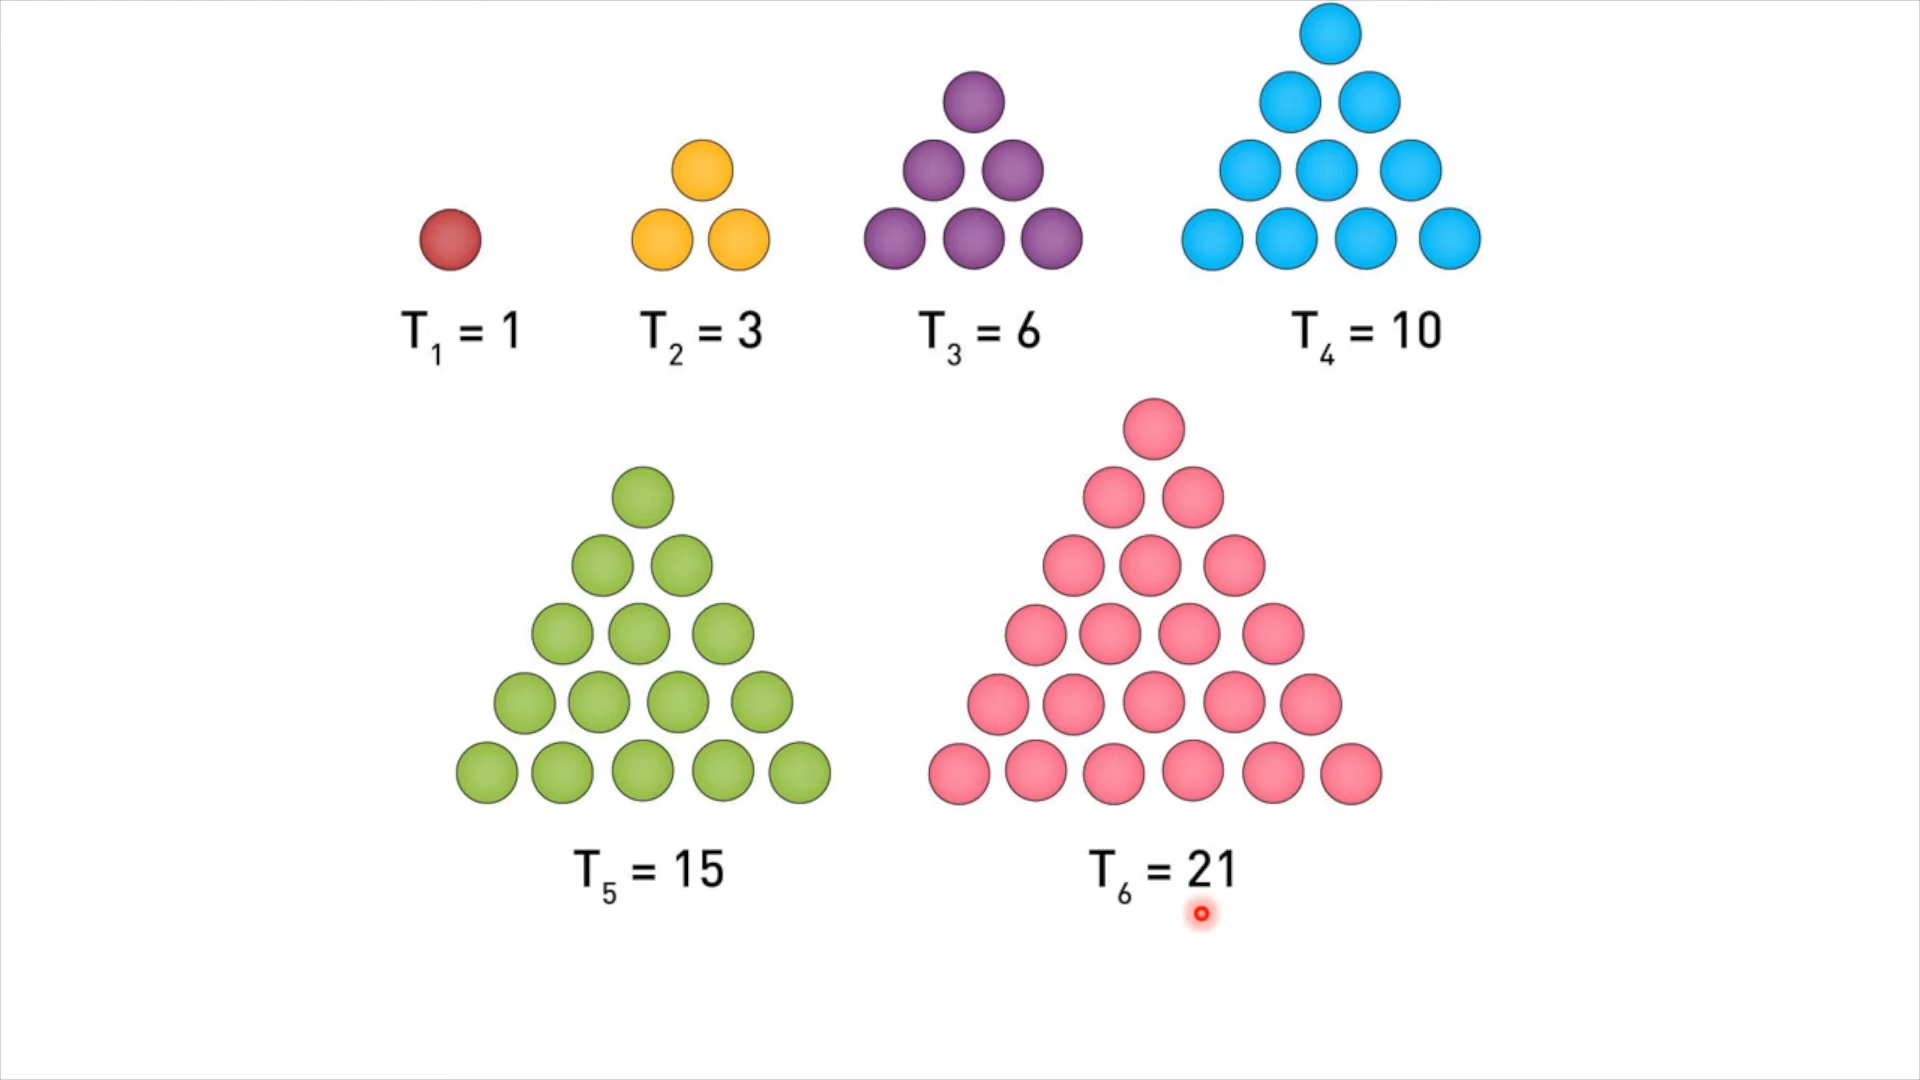 T₁ = 1
T₂ = 3
T₃ = 6
T₄ = 10
T₅ = 15
T₆ = 21